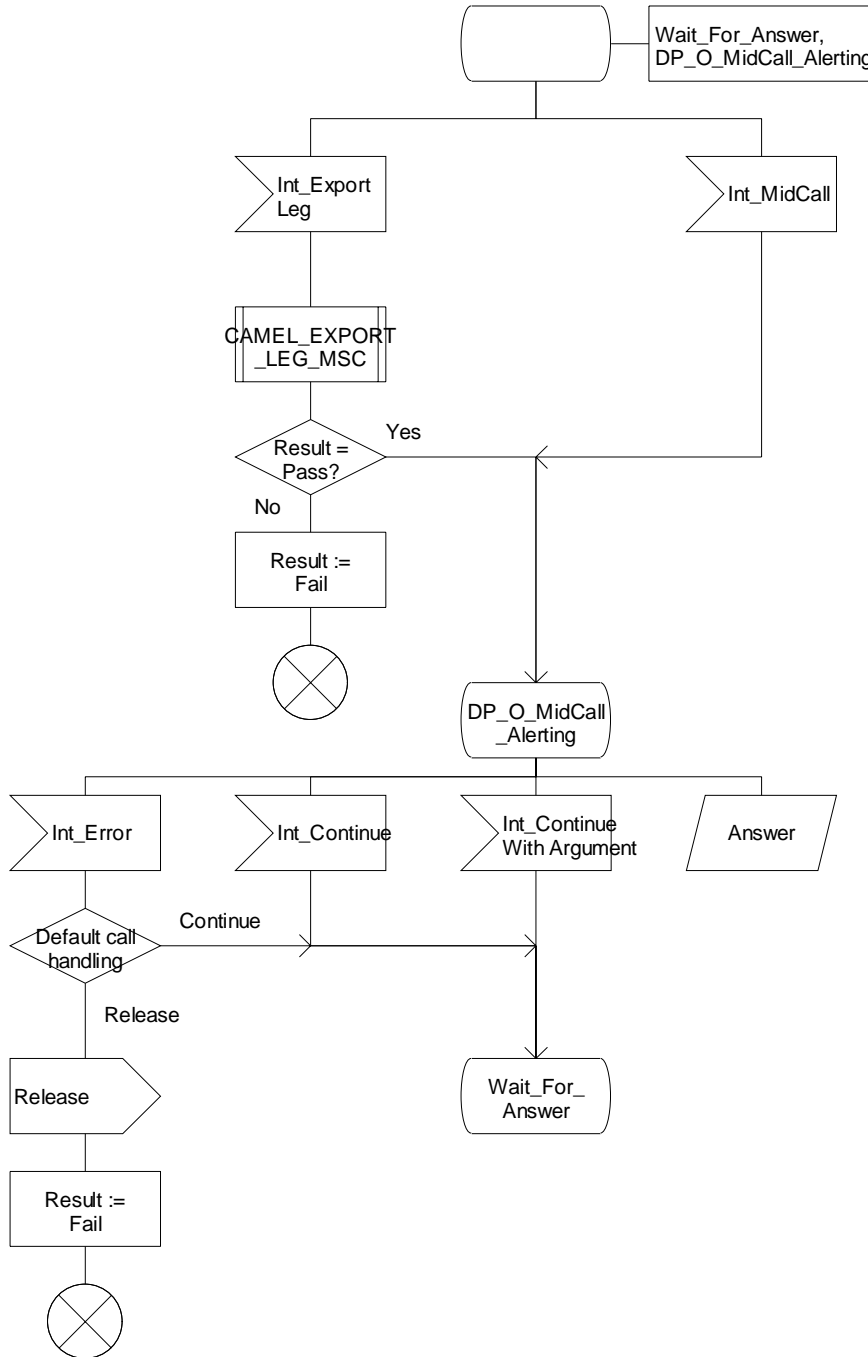 Wait_For_Answer,
DP_O_MidCall_Alerting
Int_Export
Leg
Int_MidCall
CAMEL_EXPORT
_LEG_MSC
Result =
Pass?
Yes
No
Result :=
Fail
DP_O_MidCall
_Alerting
Int_Error
Int_Continue
Int_Continue
With Argument
Answer
Default call
handling
Continue
Release
Release
Wait_For_
Answer
Result :=
Fail